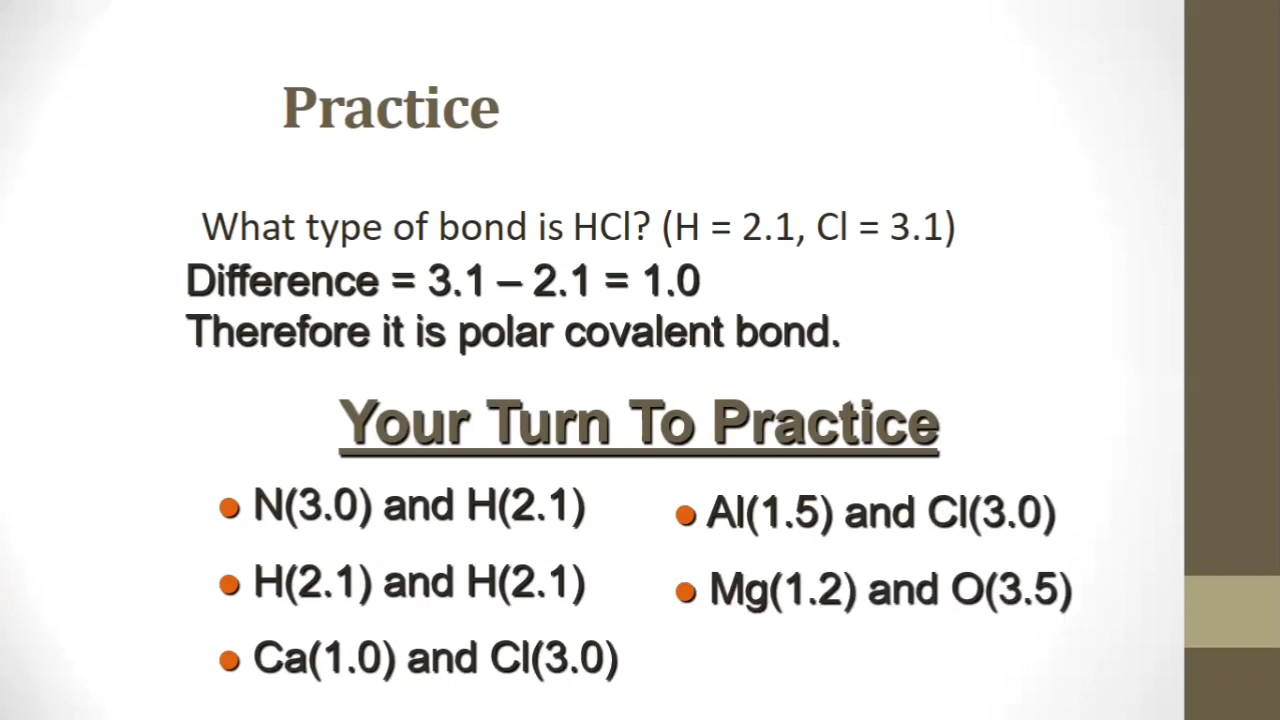 Practice
What type of bond is HCl? (H = 2.1, Cl = 3.1)
Difference = 3.1 – 2.1 = 1.0
Therefore it is polar covalent bond.
Your Turn To Practice
N(3.0) and H(2.1)
H(2.1) and H(2.1)
Ca(1.0) and Cl(3.0)
Al(1.5) and Cl(3.0)
Mg(1.2) and O(3.5)